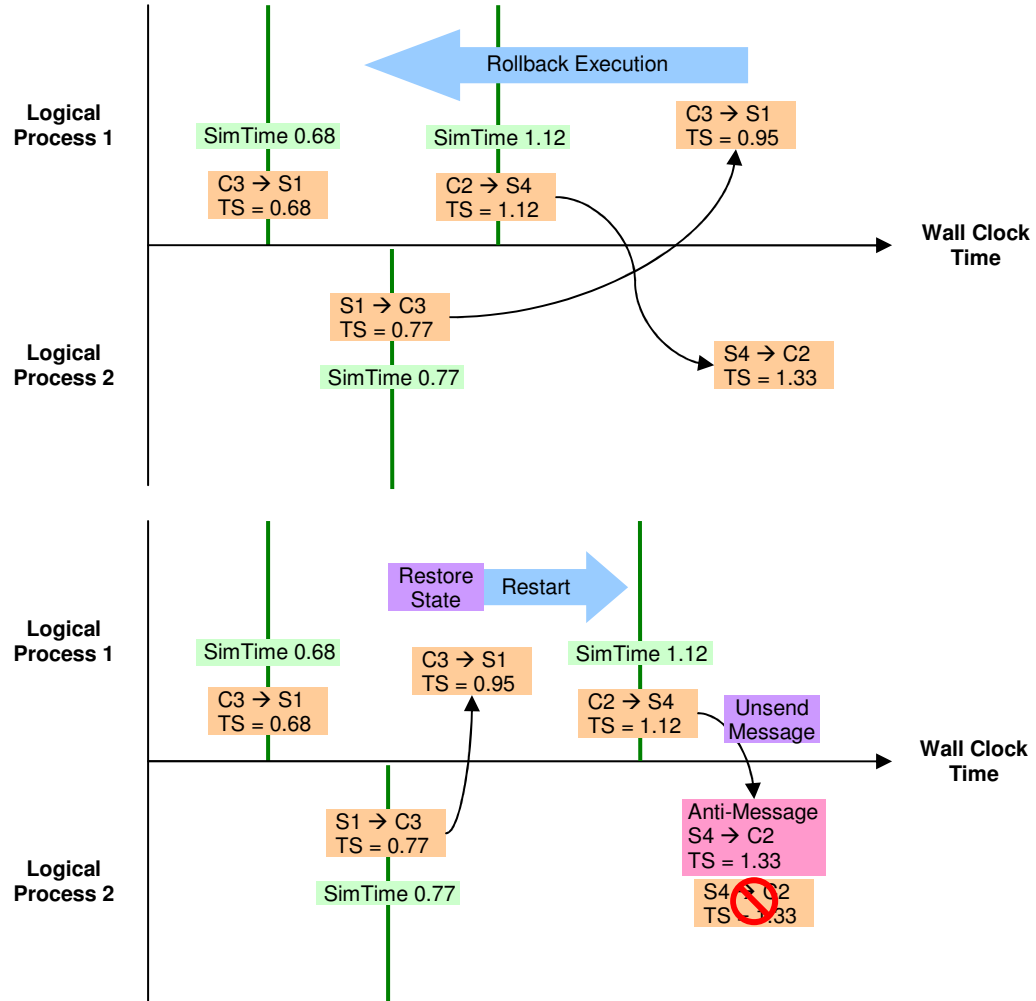 Rollback Execution
Logical
Process 1
C3 → S1
TS = 0.95
SimTime 0.68
SimTime 1.12
C3 → S1
TS = 0.68
C2 → S4
TS = 1.12
Wall Clock
Time
S1 → C3
TS = 0.77
Logical
Process 2
S4 → C2
TS = 1.33
SimTime 0.77
Restore
State
Restart
Logical
Process 1
SimTime 0.68
C3 → S1
TS = 0.95
SimTime 1.12
C3 → S1
TS = 0.68
C2 → S4
TS = 1.12
Unsend
Message
Wall Clock
Time
S1 → C3
TS = 0.77
Anti-Message
S4 → C2
TS = 1.33
Logical
Process 2
SimTime 0.77
S4 → C2
TS = 1.33